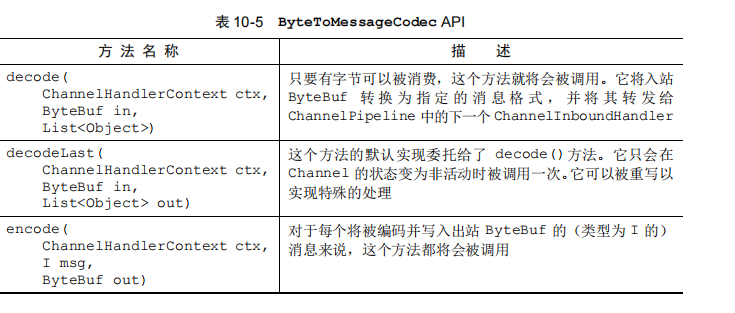 表 10-5 ByteToMessageCodec API
方 法 名 称
描 述
decode(
ChannelHandlerContext ctx,
ByteBuf in,
List<Object>)
只要有字节可以被消费，这个方法就将会被调用。它将入站
ByteBuf 转换为指定的消息格式，并将其转发给
ChannelPipeline 中的下一个 ChannelInboundHandler
decodeLast(
ChannelHandlerContext ctx,
ByteBuf in,
List<Object> out)
这个方法的默认实现委托给了 decode()方法。它只会在
Channel 的状态变为非活动时被调用一次。它可以被重写以
实现特殊的处理
encode(
ChannelHandlerContext ctx,
I msg,
ByteBuf out)
对于每个将被编码并写入出站 ByteBuf 的（类型为 I 的）
消息来说，这个方法都将会被调用